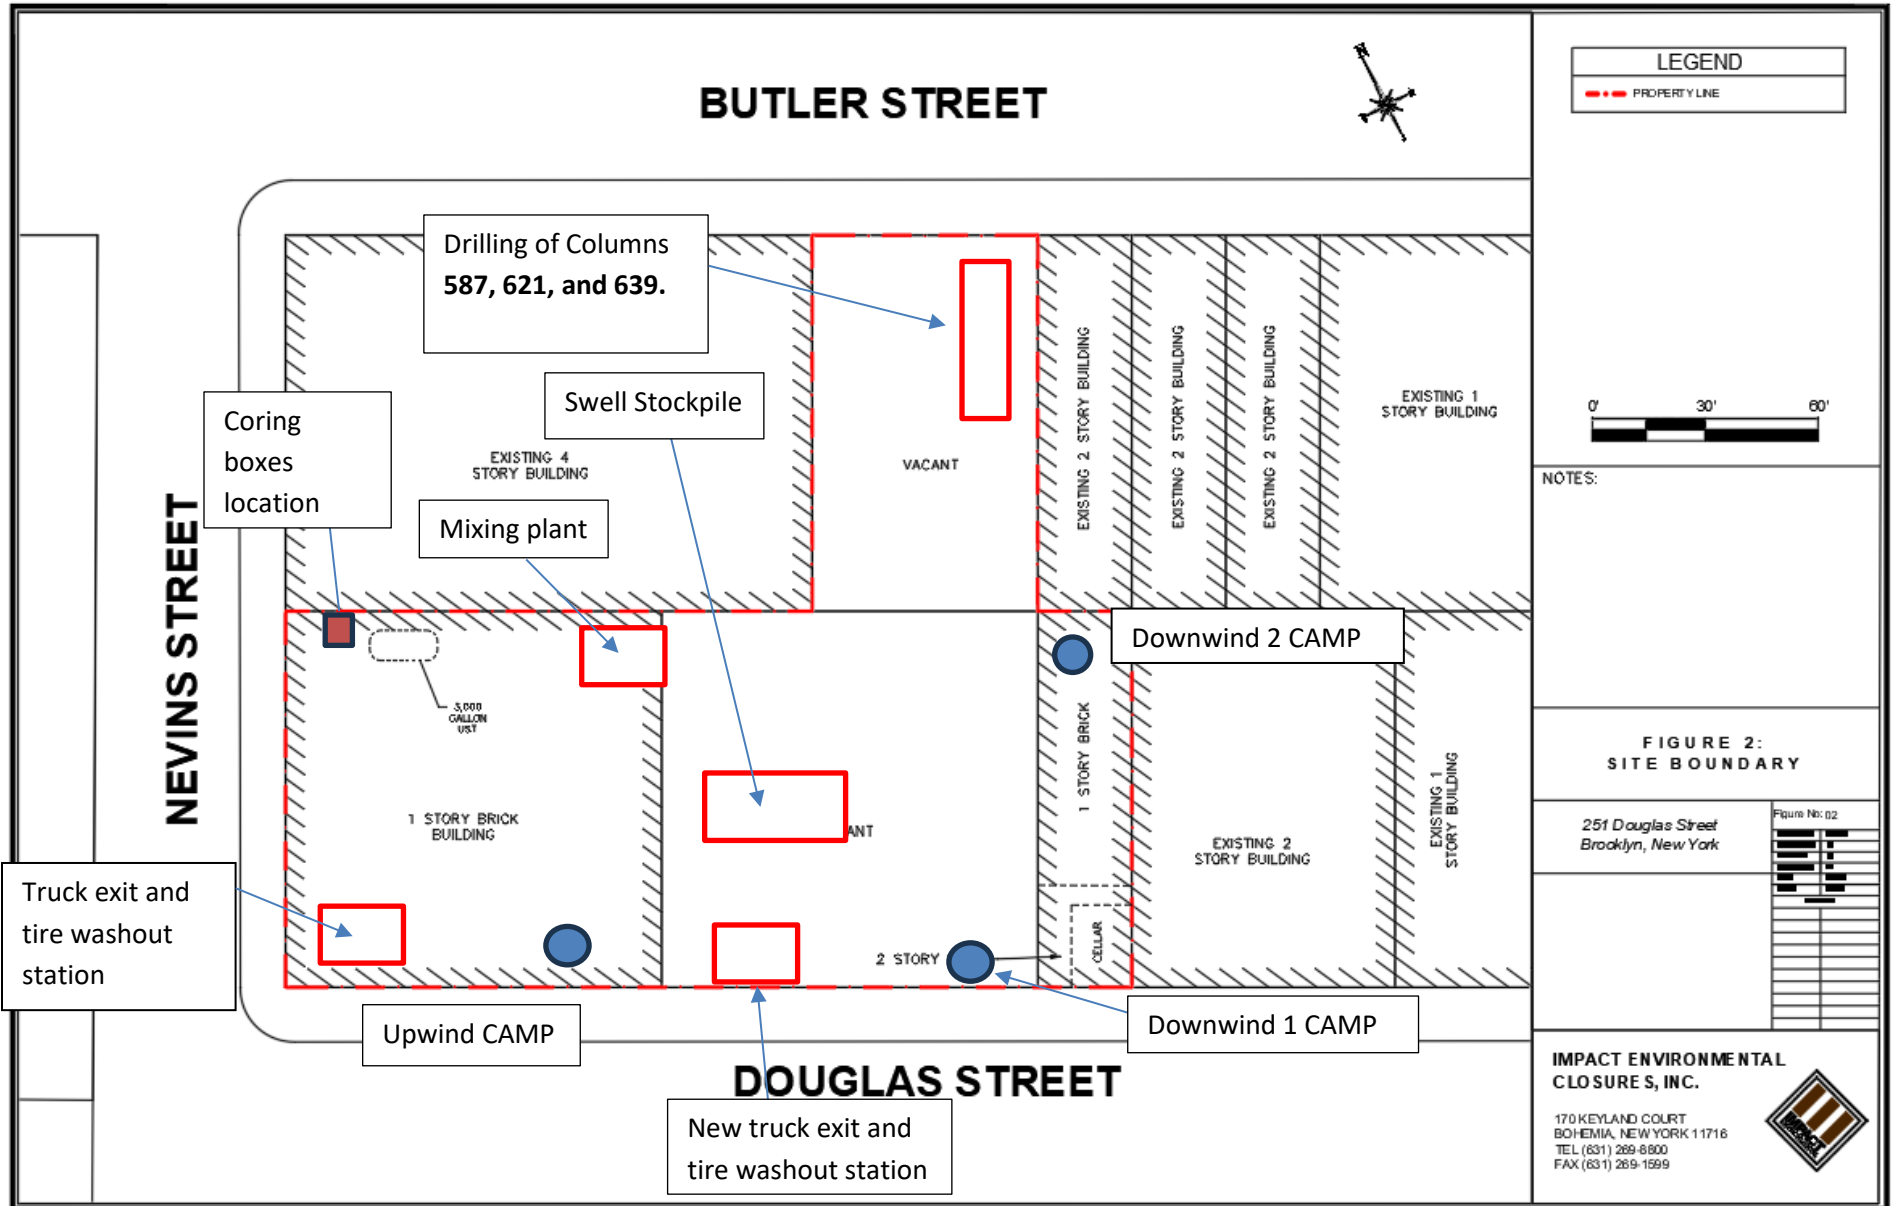 BUTLER STREET
N
LEGEND
PROPERTY LINE
Drilling of Columns
587, 621, and 639.
Swell Stockpile
Coring
boxes
location
Mixing plant
EXISTING 4
STORY BUILDING
VACANT
EXISTING 2 STORY BUILDING
EXISTING 2 STORY BUILDING
EXISTING 2 STORY BUILDING
EXISTING 1
STORY BUILDING
0' 30' 60'
NOTES:
NEVINS STREET
Downwind 2 CAMP
3,000
GALLON
UST
1 STORY BRICK
1 STORY BRICK
BUILDING
ANT
EXISTING 2
STORY BUILDING
EXISTING 1
STORY BUILDING
FIGURE 2:
SITE BOUNDARY
251 Douglas Street
Brooklyn, New York
Figure No: 02
Truck exit and
tire washout
station
2 STORY
CELLAR
Upwind CAMP
Downwind 1 CAMP
DOUGLAS STREET
New truck exit and
tire washout station
IMPACT ENVIRONMENTAL
CLOSURES, INC.
170 KEYLAND COURT
BOHEMIA, NEW YORK 11716
TEL (631) 269-8800
FAX (631) 269-1599
IMPACT